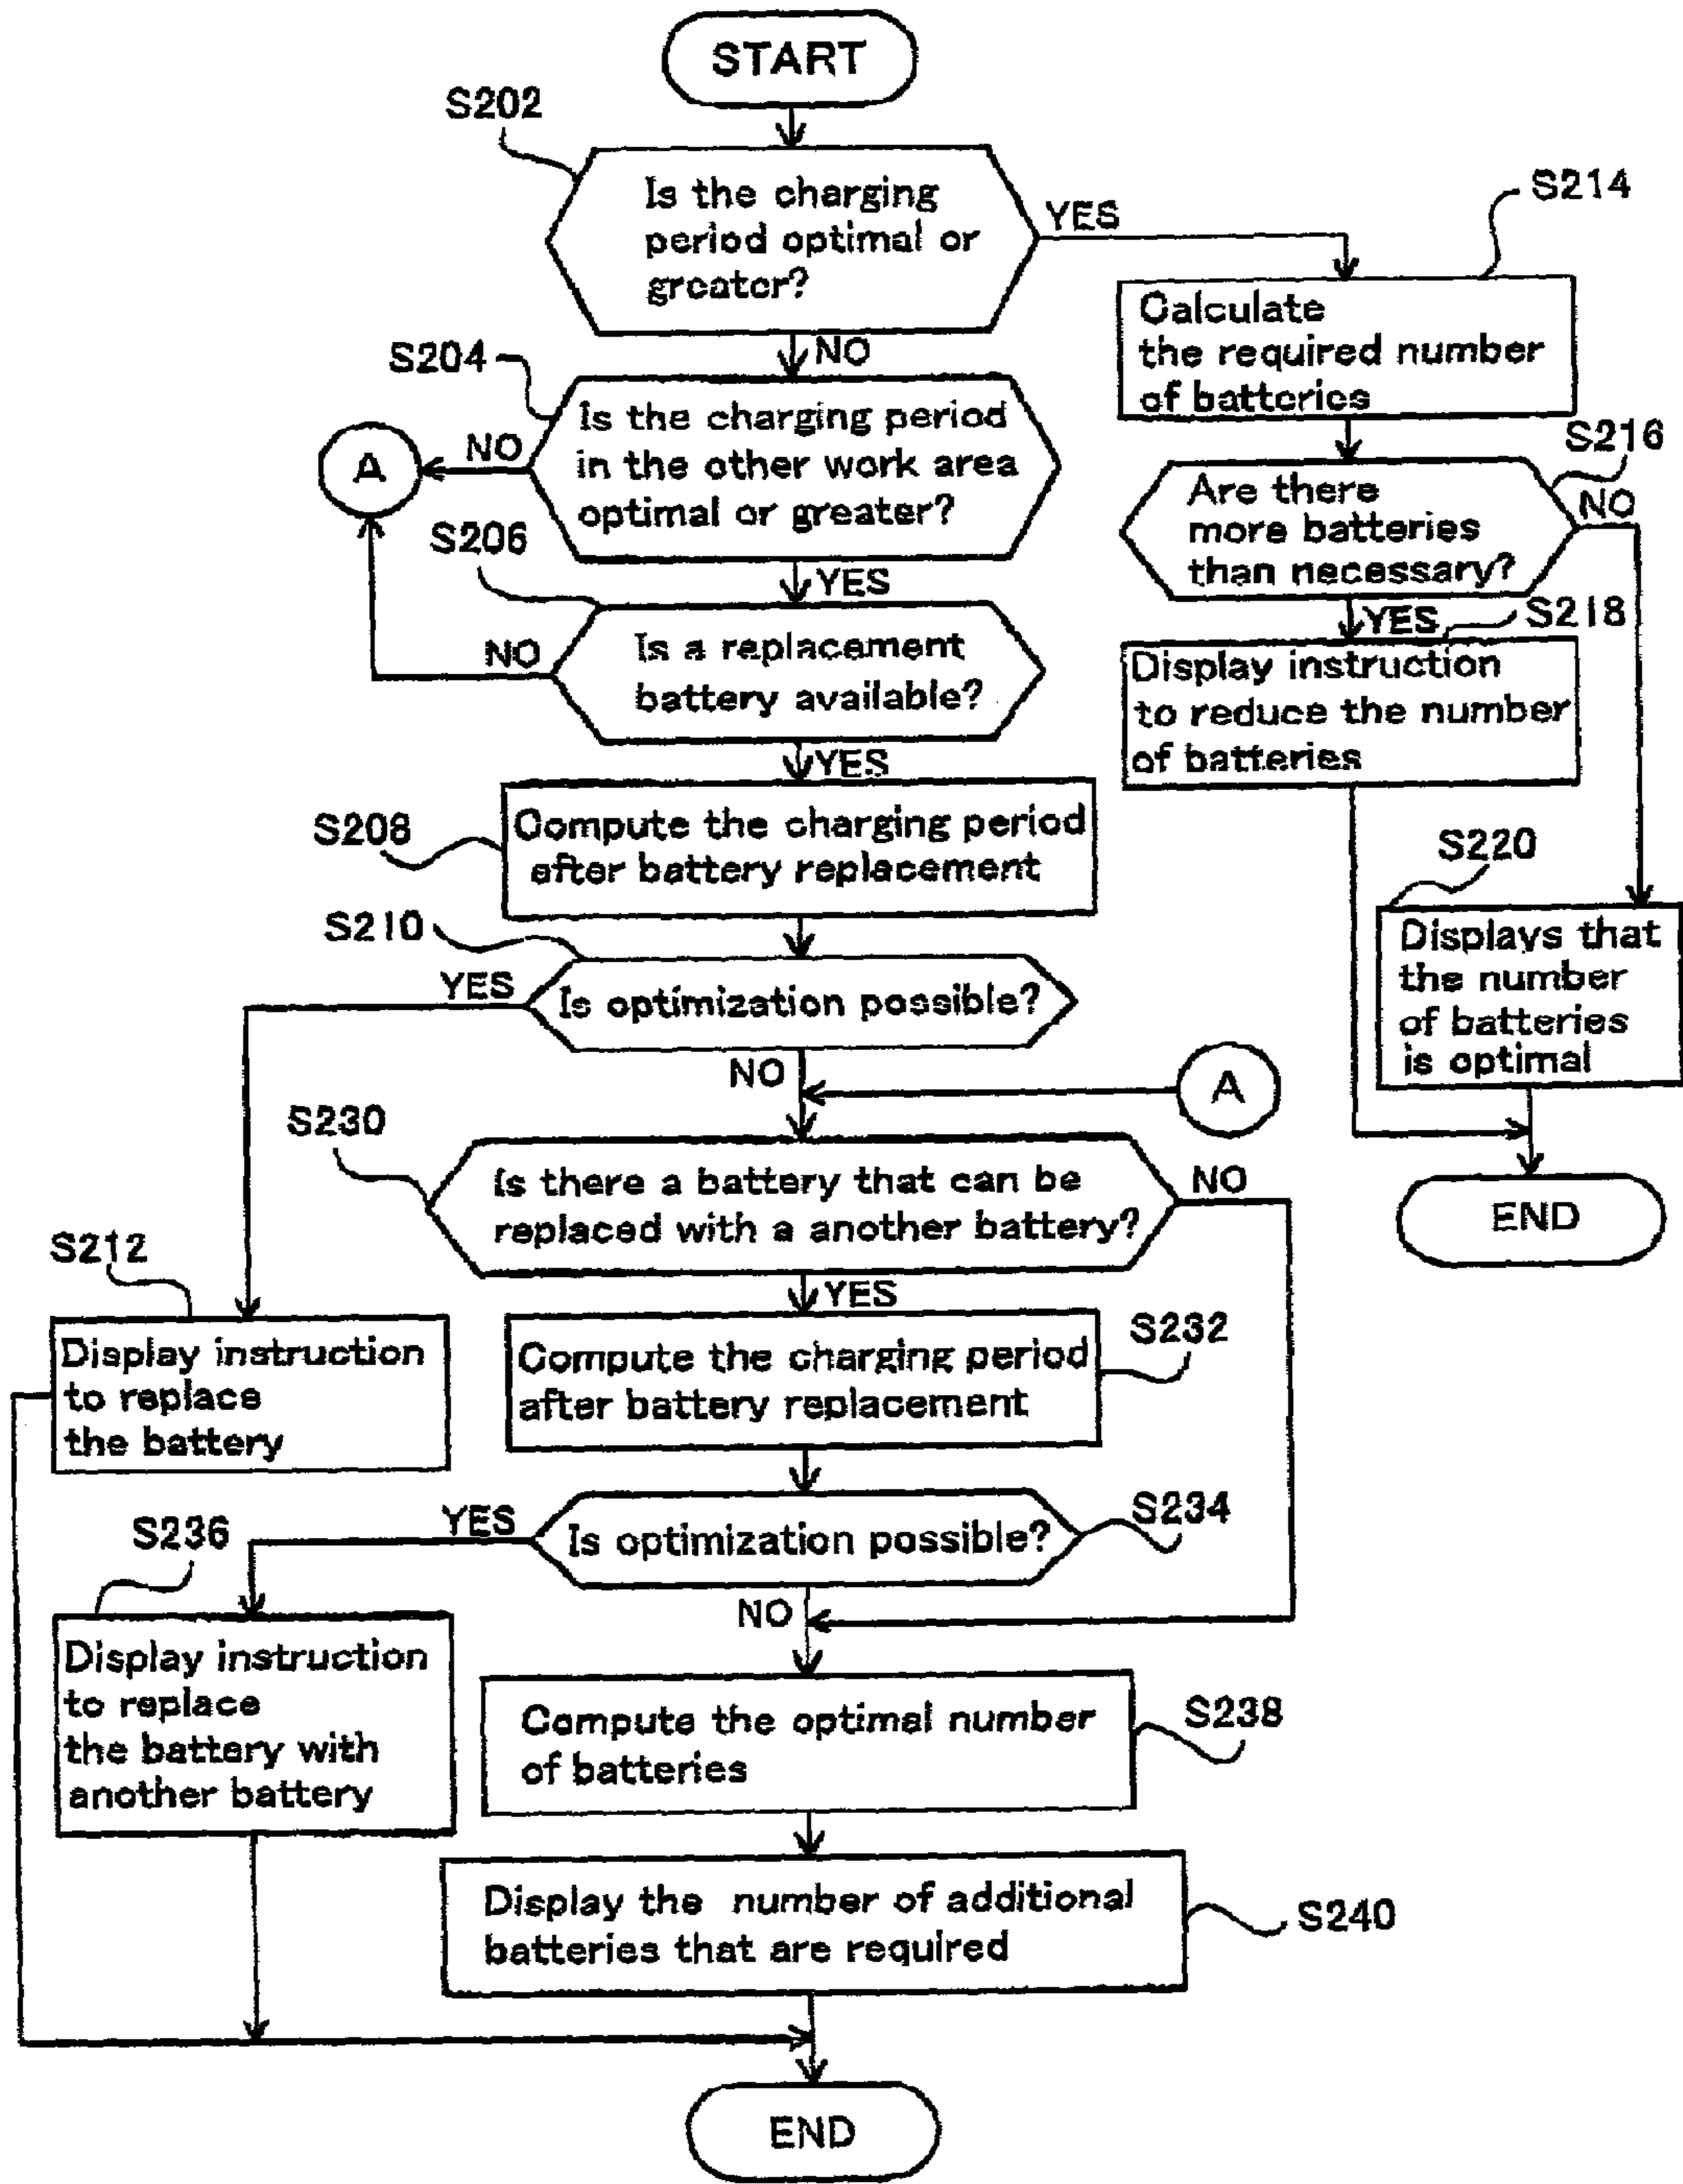 START
S202
Is the charging
period optimal or
greater?
YES
S214
Calculate
the required number
of batteries
NO
S204
Is the charging period
in the other work area
optimal or greater?
NO
A
S216
Are there
more batteries
than necessary?
NO
S206
YES
Is a replacement
battery available?
NO
YES
S218
Display instruction
to reduce the number
of batteries
YES
S208
Compute the charging period
after battery replacement
S220
Displays that
the number
of batteries
is optimal
S210
YES
Is optimization possible?
NO
A
END
S230
Is there a battery that can be
replaced with a another battery?
NO
S212
Display instruction
to replace
the battery
YES
Compute the charging period
after battery replacement
S232
S236
YES
Is optimization possible?
S234
NO
Display instruction
to replace
the battery with
another battery
Compute the optimal number
of batteries
S238
Display the number of additional
batteries that are required
S240
END